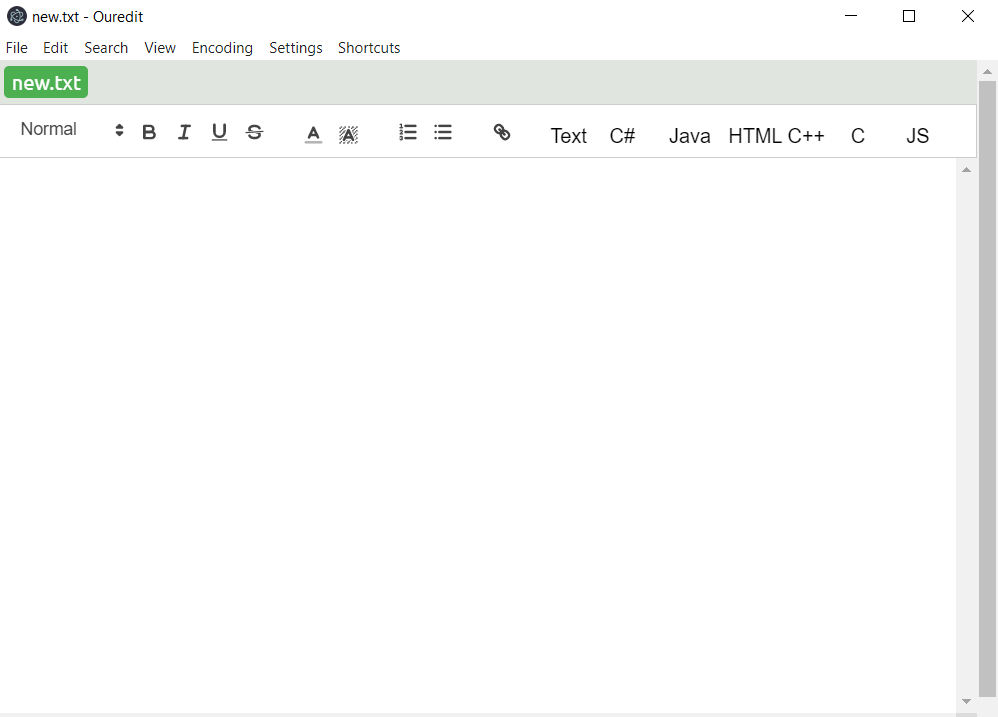 new.txt - Ouredit
File Edit Search View Encoding Settings Shortcuts
new.txt
Normal B I U S A A Text C# Java HTML C++ C JS